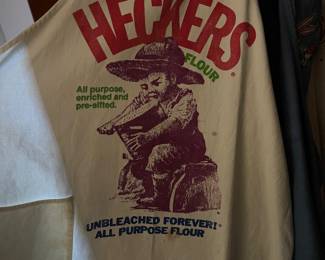 HECKERS®
FLOUR
All purpose,
enriched and
pre-sifted.
UNBLEACHED FOREVER!®
ALL PURPOSE FLOUR